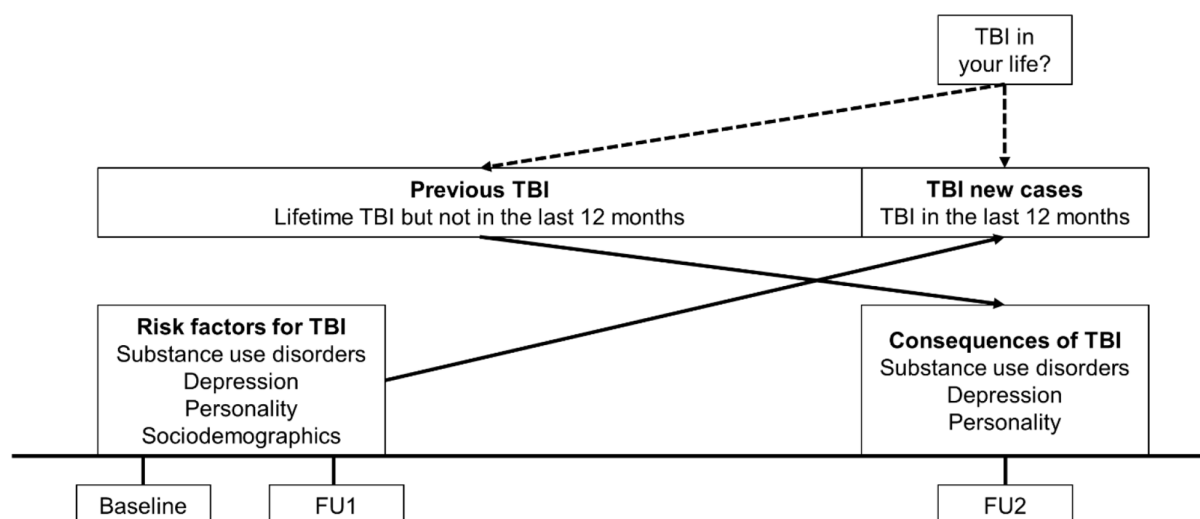 TBI in
your life?
Previous TBI
Lifetime TBI but not in the last 12 months
TBI new cases
TBI in the last 12 months
Risk factors for TBI
Substance use disorders
Depression
Personality
Sociodemographics
Consequences of TBI
Substance use disorders
Depression
Personality
Baseline
FU1
FU2